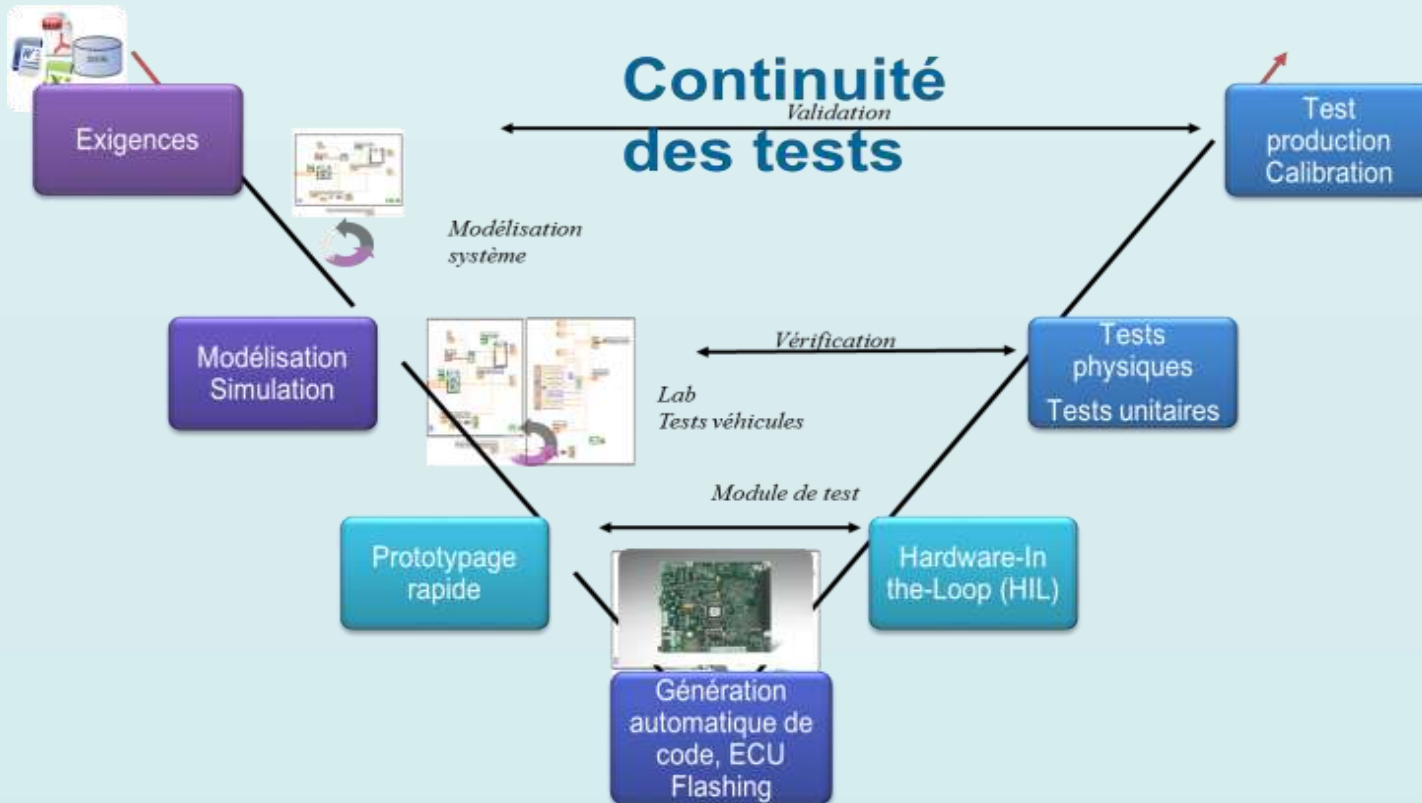 Continuité
des tests
Validation
Exigences
Test
production
Calibration
Modélisation
système
Modélisation
Simulation
Vérification
Tests
physiques
Tests unitaires
Lab
Tests véhicules
Module de test
Prototypage
rapide
Hardware-In
the-Loop (HIL)
Génération
automatique de
code, ECU
Flashing